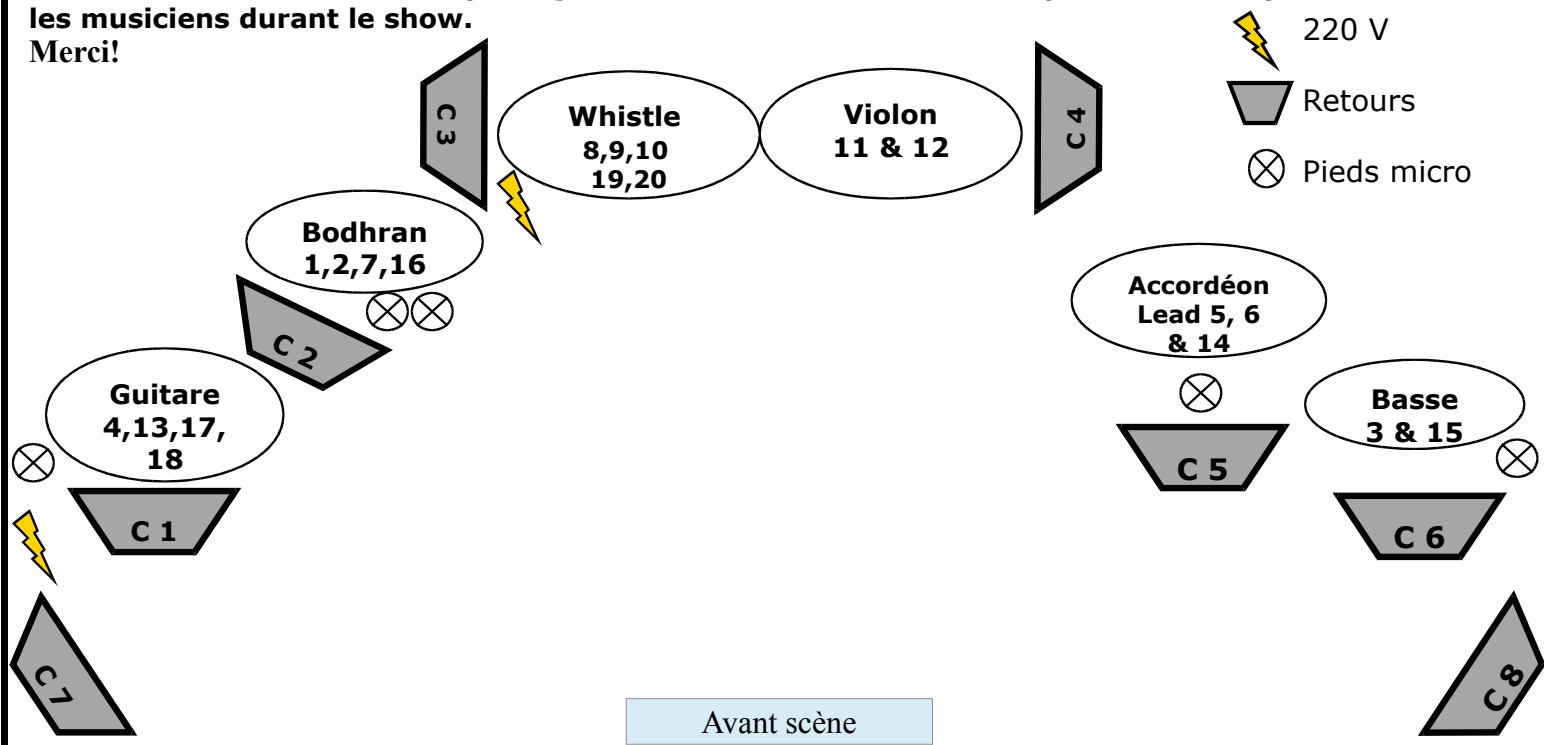 les musiciens durant le show.
Merci!
220 V
Retours
Pieds micro
C 3
Whistle
8,9,10
19,20
Violon
11 & 12
C 4
Bodhran
1,2,7,16
C 2
Accordéon
Lead 5, 6
& 14
Guitare
4,13,17,
18
Basse
3 & 15
C 5
C 1
C 6
C 7
C 8
Avant scène